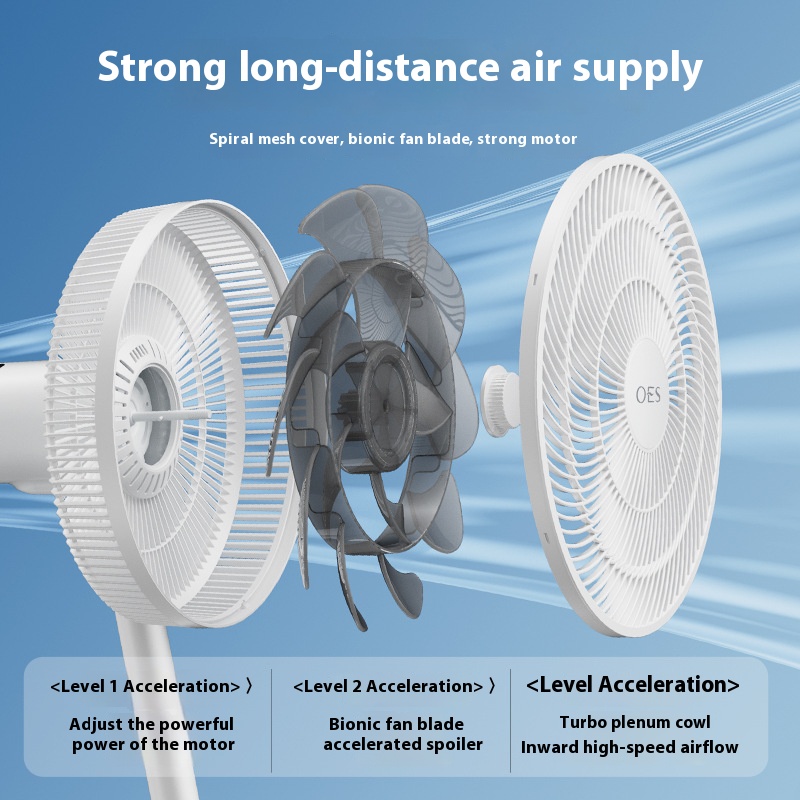 Strong long-distance air supply
Spiral mesh cover, bionic fan blade, strong motor
OES
<Level 1 Acceleration> 〉
<Level 2 Acceleration> 〉
<Level Acceleration>
Adjust the powerful
power of the motor
Bionic fan blade
accelerated spoiler
Turbo plenum cowl
Inward high-speed airflow